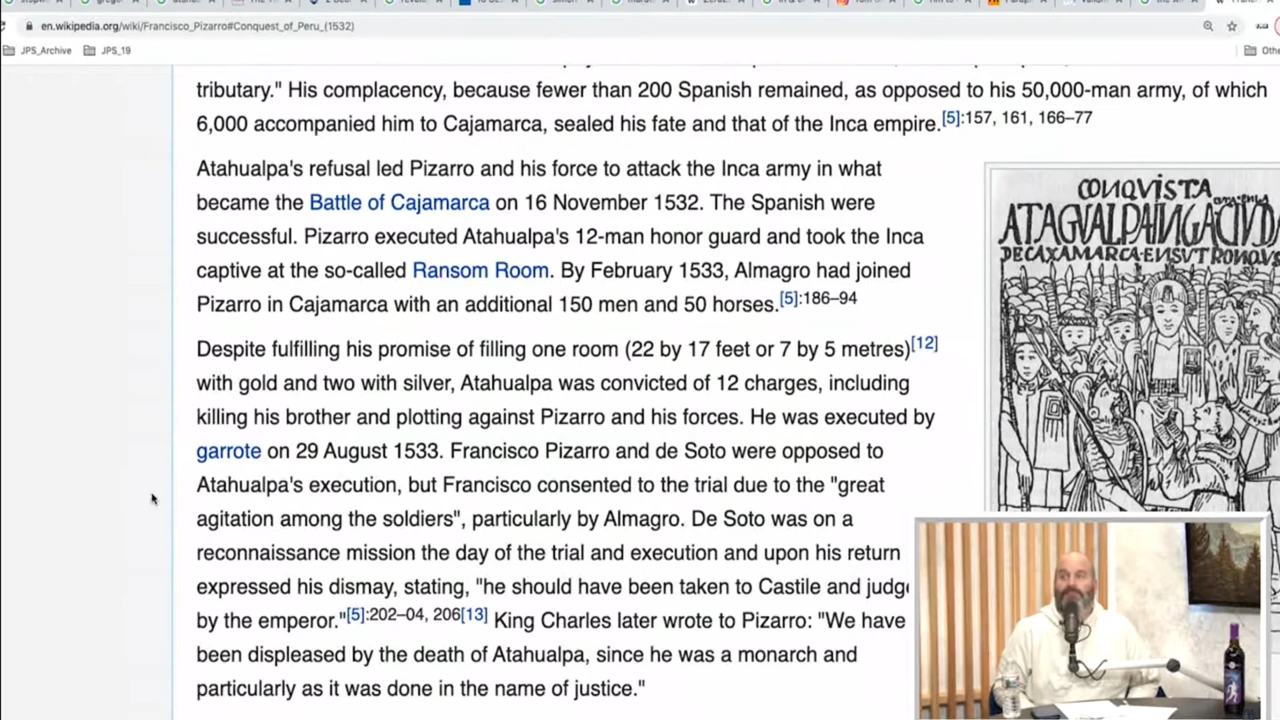 en.wikipedia.org/wiki/Francisco_Pizarro#Conquest_of_Peru_(1532)
JPS_Archive JPS_19
tributary." His complacency, because fewer than 200 Spanish remained, as opposed to his 50,000-man army, of which
6,000 accompanied him to Cajamarca, sealed his fate and that of the Inca empire.[5]:157, 161, 166–77
Atahualpa's refusal led Pizarro and his force to attack the Inca army in what
became the Battle of Cajamarca on 16 November 1532. The Spanish were
successful. Pizarro executed Atahualpa's 12-man honor guard and took the Inca
captive at the so-called Ransom Room. By February 1533, Almagro had joined
Pizarro in Cajamarca with an additional 150 men and 50 horses.[5]:186–94
Despite fulfilling his promise of filling one room (22 by 17 feet or 7 by 5 metres)[12]
with gold and two with silver, Atahualpa was convicted of 12 charges, including
killing his brother and plotting against Pizarro and his forces. He was executed by
garrote on 29 August 1533. Francisco Pizarro and de Soto were opposed to
Atahualpa's execution, but Francisco consented to the trial due to the "great
agitation among the soldiers", particularly by Almagro. De Soto was on a
reconnaissance mission the day of the trial and execution and upon his return
expressed his dismay, stating, "he should have been taken to Castile and judge
by the emperor."[5]:202–04, 206[13] King Charles later wrote to Pizarro: "We have
been displeased by the death of Atahualpa, since he was a monarch and
particularly as it was done in the name of justice."
CONQVISTA